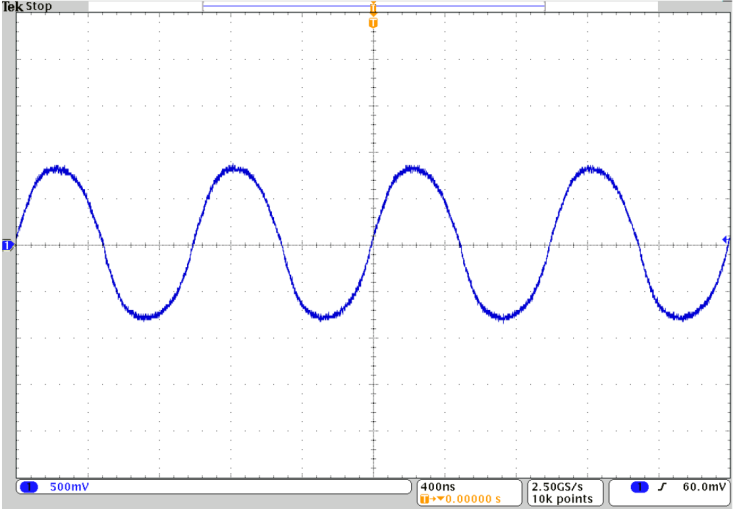 Tek Stop
T
T
1
1 500mV
400ns
T→▼0.00000 s
2.50GS/s
10k points
1 ƒ 60.0mV